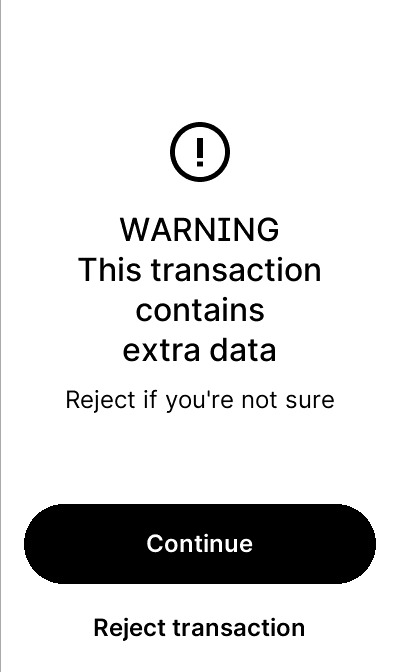 WARNING
This transaction
contains
extra data
Reject if you're not sure
Continue
Reject transaction